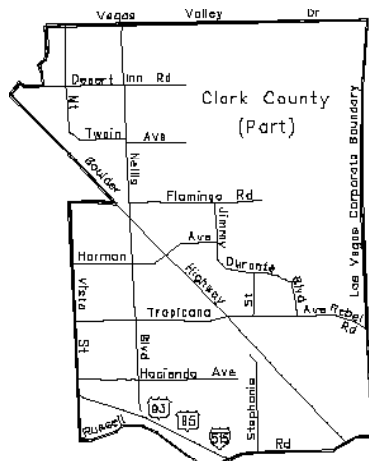 Vegas Valley Dr
Desert Inn Rd
Mt
Clark County
(Part)
Twain Ave
Boulder
Nellis
Las Vegas Corporate Boundary
Flamingo Rd
Jimmy
Harmon Ave
Durante
Highway
Vista
St
Blvd
Tropicana Ave
Rebel
Rd
Blvd
St
Hacienda Ave
Stephanie
93
95
515
Russell Rd